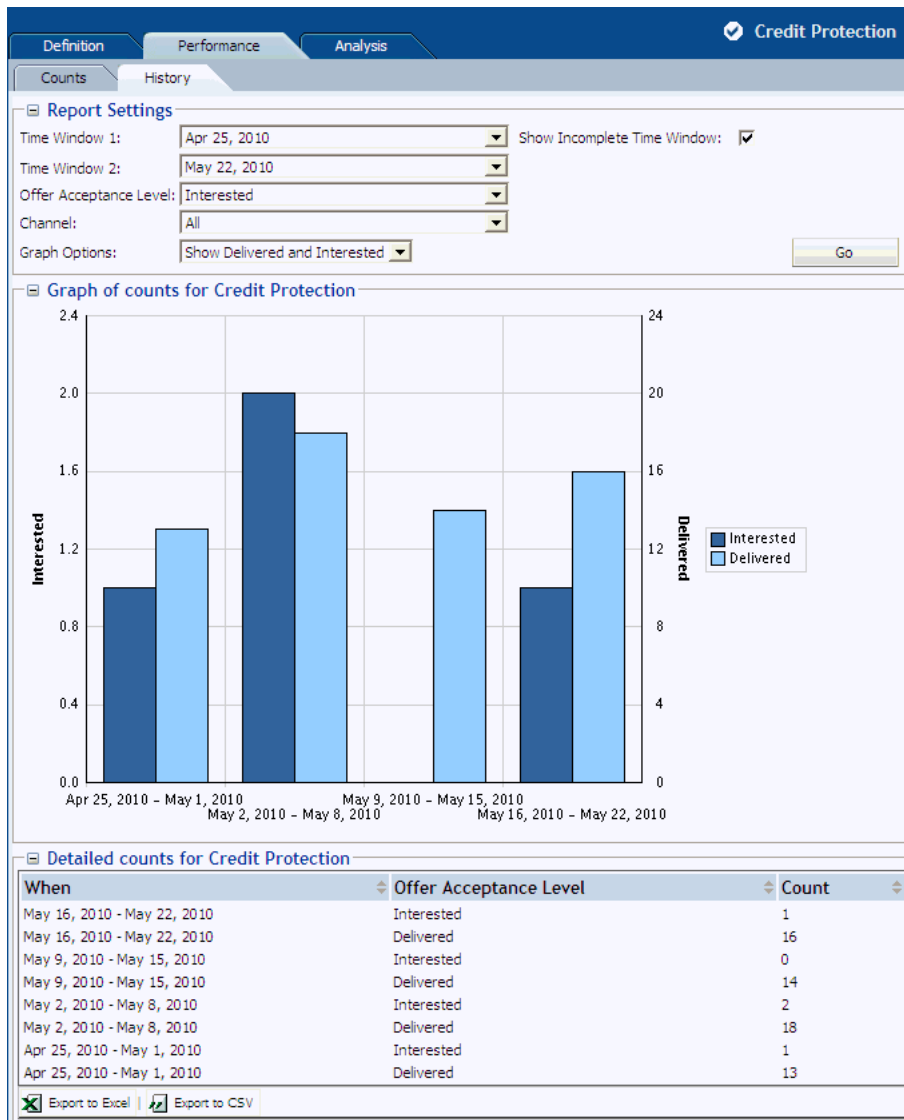 Credit Protection
Definition Performance Analysis
Counts History
Report Settings
Time Window 1: Apr 25, 2010 Show Incomplete Time Window:
Time Window 2: May 22, 2010
Offer Acceptance Level: Interested
Channel: All
Graph Options: Show Delivered and Interested Go
Graph of counts for Credit Protection
2.4 24
2.0 20
1.6 16
Interested Delivered
Interested
1.2 12
Delivered
0.8 8
0.4 4
0.0 0
Apr 25, 2010 – May 1, 2010 May 9, 2010 – May 15, 2010
May 2, 2010 – May 8, 2010 May 16, 2010 – May 22, 2010
Detailed counts for Credit Protection
When Offer Acceptance Level Count
May 16, 2010 - May 22, 2010 Interested 1
May 16, 2010 - May 22, 2010 Delivered 16
May 9, 2010 - May 15, 2010 Interested 0
May 9, 2010 - May 15, 2010 Delivered 14
May 2, 2010 - May 8, 2010 Interested 2
May 2, 2010 - May 8, 2010 Delivered 18
Apr 25, 2010 - May 1, 2010 Interested 1
Apr 25, 2010 - May 1, 2010 Delivered 13
Export to Excel | Export to CSV